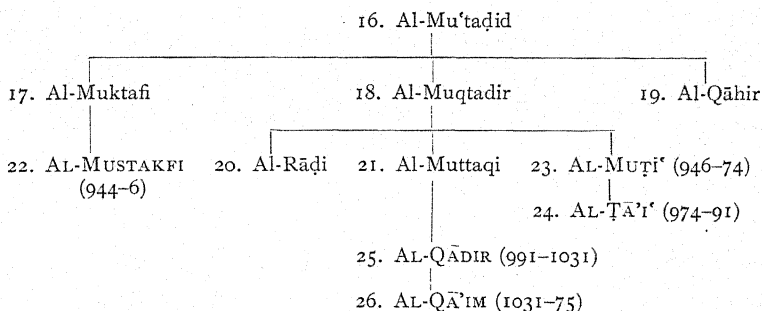 16. Al-Mu‘taḍid
17. Al-Muktafi 18. Al-Muqtadir 19. Al-Qāhir
22. AL-MUSTAKFI 20. Al-Rāḍi 21. Al-Muttaqi 23. AL-MUṬI‘ (946–74)
(944–6)
24. AL-ṬĀ’I‘ (974–91)
25. AL-QĀDIR (991–1031)
26. AL-QĀ’IM (1031–75)